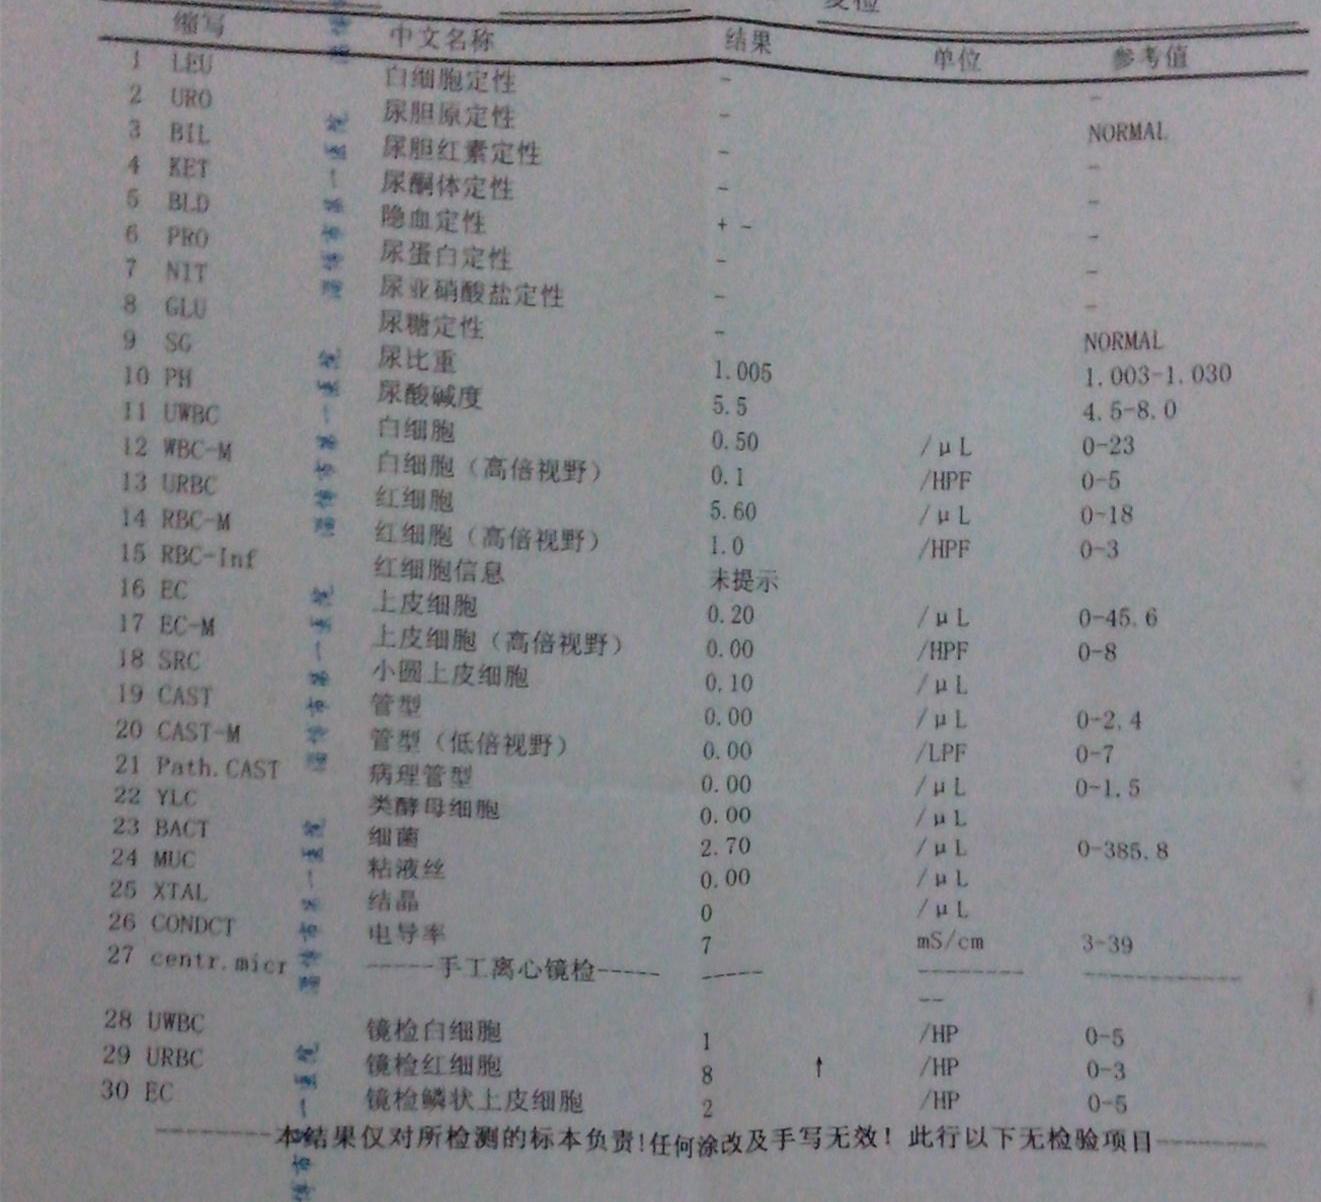 复检
缩写 中文名称 结果 单位 参考值
1 LEU 白细胞定性 - -
2 URO 尿胆原定性 - NORMAL
3 BIL 尿胆红素定性 - -
4 KET 尿酮体定性 - -
5 BLD 隐血定性 + - -
6 PRO 尿蛋白定性 - -
7 NIT 尿亚硝酸盐定性 - -
8 GLU 尿糖定性 - NORMAL
9 SG 尿比重 1.005 1.003-1.030
10 PH 尿酸碱度 5.5 4.5-8.0
11 UWBC 白细胞 0.50 /μL 0-23
12 WBC-M 白细胞（高倍视野） 0.1 /HPF 0-5
13 URBC 红细胞 5.60 /μL 0-18
14 RBC-M 红细胞（高倍视野） 1.0 /HPF 0-3
15 RBC-Inf 红细胞信息 未提示
16 EC 上皮细胞 0.20 /μL 0-45.6
17 EC-M 上皮细胞（高倍视野） 0.00 /HPF 0-8
18 SRC 小圆上皮细胞 0.10 /μL
19 CAST 管型 0.00 /μL 0-2.4
20 CAST-M 管型（低倍视野） 0.00 /LPF 0-7
21 Path.CAST 病理管型 0.00 /μL 0-1.5
22 YLC 类酵母细胞 0.00 /μL
23 BACT 细菌 2.70 /μL 0-385.8
24 MUC 粘液丝 0.00 /μL
25 XTAL 结晶 0 /μL
26 CONDCT 电导率 7 mS/cm 3-39
27 centr.micr -----手工离心镜检----- ----- -------- ------------
--
28 UWBC 镜检白细胞 1 /HP 0-5
29 URBC 镜检红细胞 8 ↑ /HP 0-3
30 EC 镜检鳞状上皮细胞 2 /HP 0-5
---------本结果仅对所检测的标本负责!任何涂改及手写无效！此行以下无检验项目---------